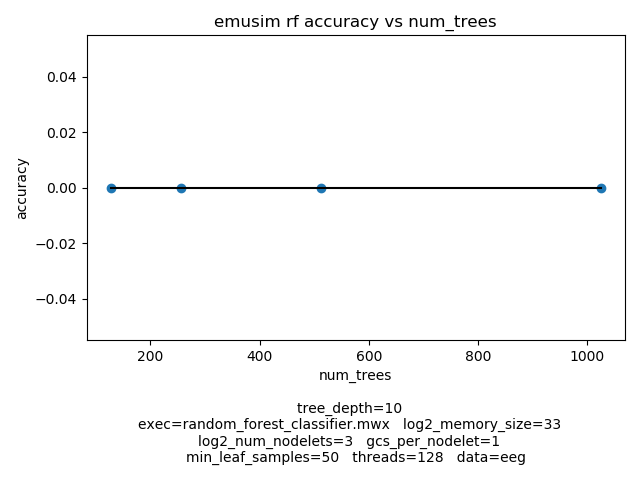 emusim rf accuracy vs num_trees
0.04
0.02
0.00
−0.02
−0.04
accuracy
200 400 600 800 1000
num_trees
tree_depth=10
exec=random_forest_classifier.mwx log2_memory_size=33
log2_num_nodelets=3 gcs_per_nodelet=1
min_leaf_samples=50 threads=128 data=eeg